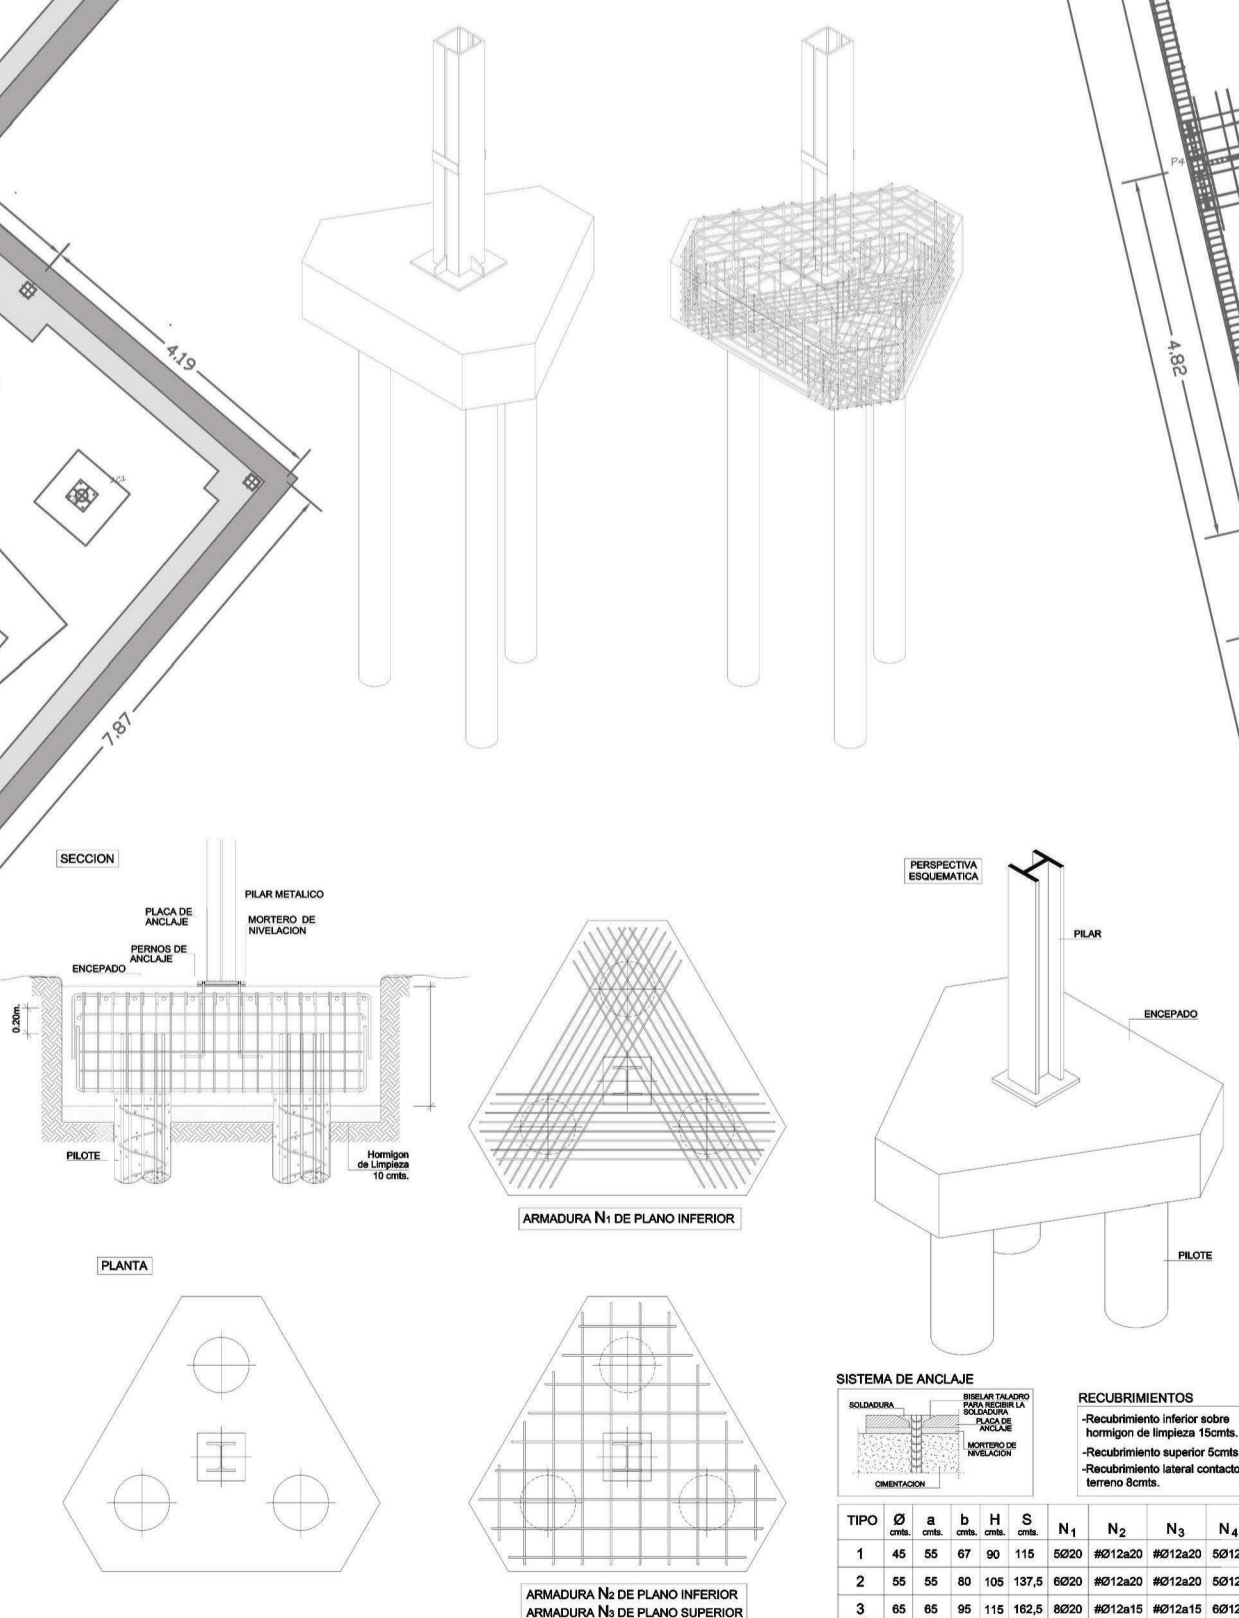 P4
4.19
4.82
7.87
SECCION
PILAR METALICO
PLACA DE
ANCLAJE
MORTERO DE
NIVELACION
PERNOS DE
ANCLAJE
ENCEPADO
0.20m.
PILOTE
Hormigon
de Limpieza
10 cmts.
ARMADURA N1 DE PLANO INFERIOR
PERSPECTIVA
ESQUEMATICA
PILAR
ENCEPADO
PILOTE
PLANTA
ARMADURA N2 DE PLANO INFERIOR
ARMADURA N3 DE PLANO SUPERIOR
SISTEMA DE ANCLAJE
SOLDADURA
BISELAR TALADRO
PARA RECIBIR LA
SOLDADURA
PLACA DE
ANCLAJE
MORTERO DE
NIVELACION
CIMENTACION
RECUBRIMIENTOS
-Recubrimiento inferior sobre
hormigon de limpieza 15cmts.
-Recubrimiento superior 5cmts
-Recubrimiento lateral contacto
terreno 8cmts.
TIPO Ø cmts. a cmts. b cmts. H cmts. S cmts. N1 N2 N3 N4
1 45 55 67 90 115 5Ø20 #Ø12a20 #Ø12a20 5Ø12
2 55 55 80 105 137,5 6Ø20 #Ø12a20 #Ø12a20 5Ø12
3 65 65 95 115 162,5 8Ø20 #Ø12a15 #Ø12a15 6Ø12